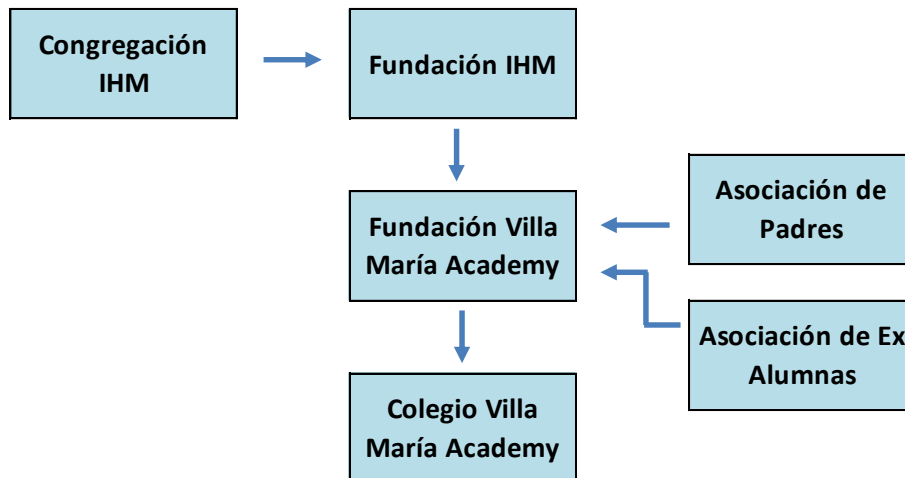 Congregación
IHM
Fundación IHM
Fundación Villa
María Academy
Asociación de
Padres
Asociación de Ex
Alumnas
Colegio Villa
María Academy